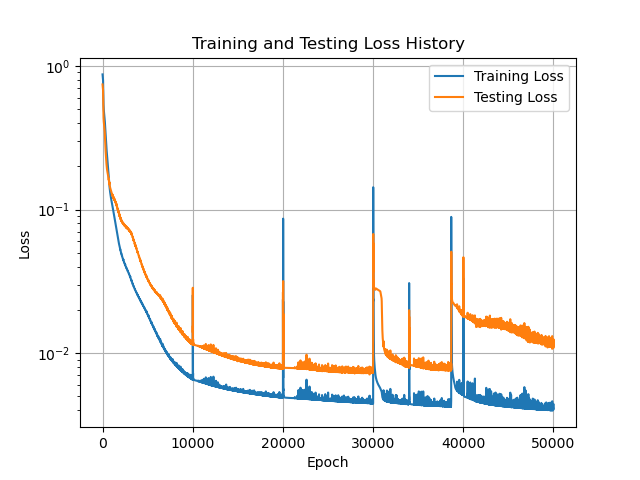 Training and Testing Loss History
Training Loss
Testing Loss
10⁰
10⁻¹
10⁻²
Loss
0
10000
20000
30000
40000
50000
Epoch